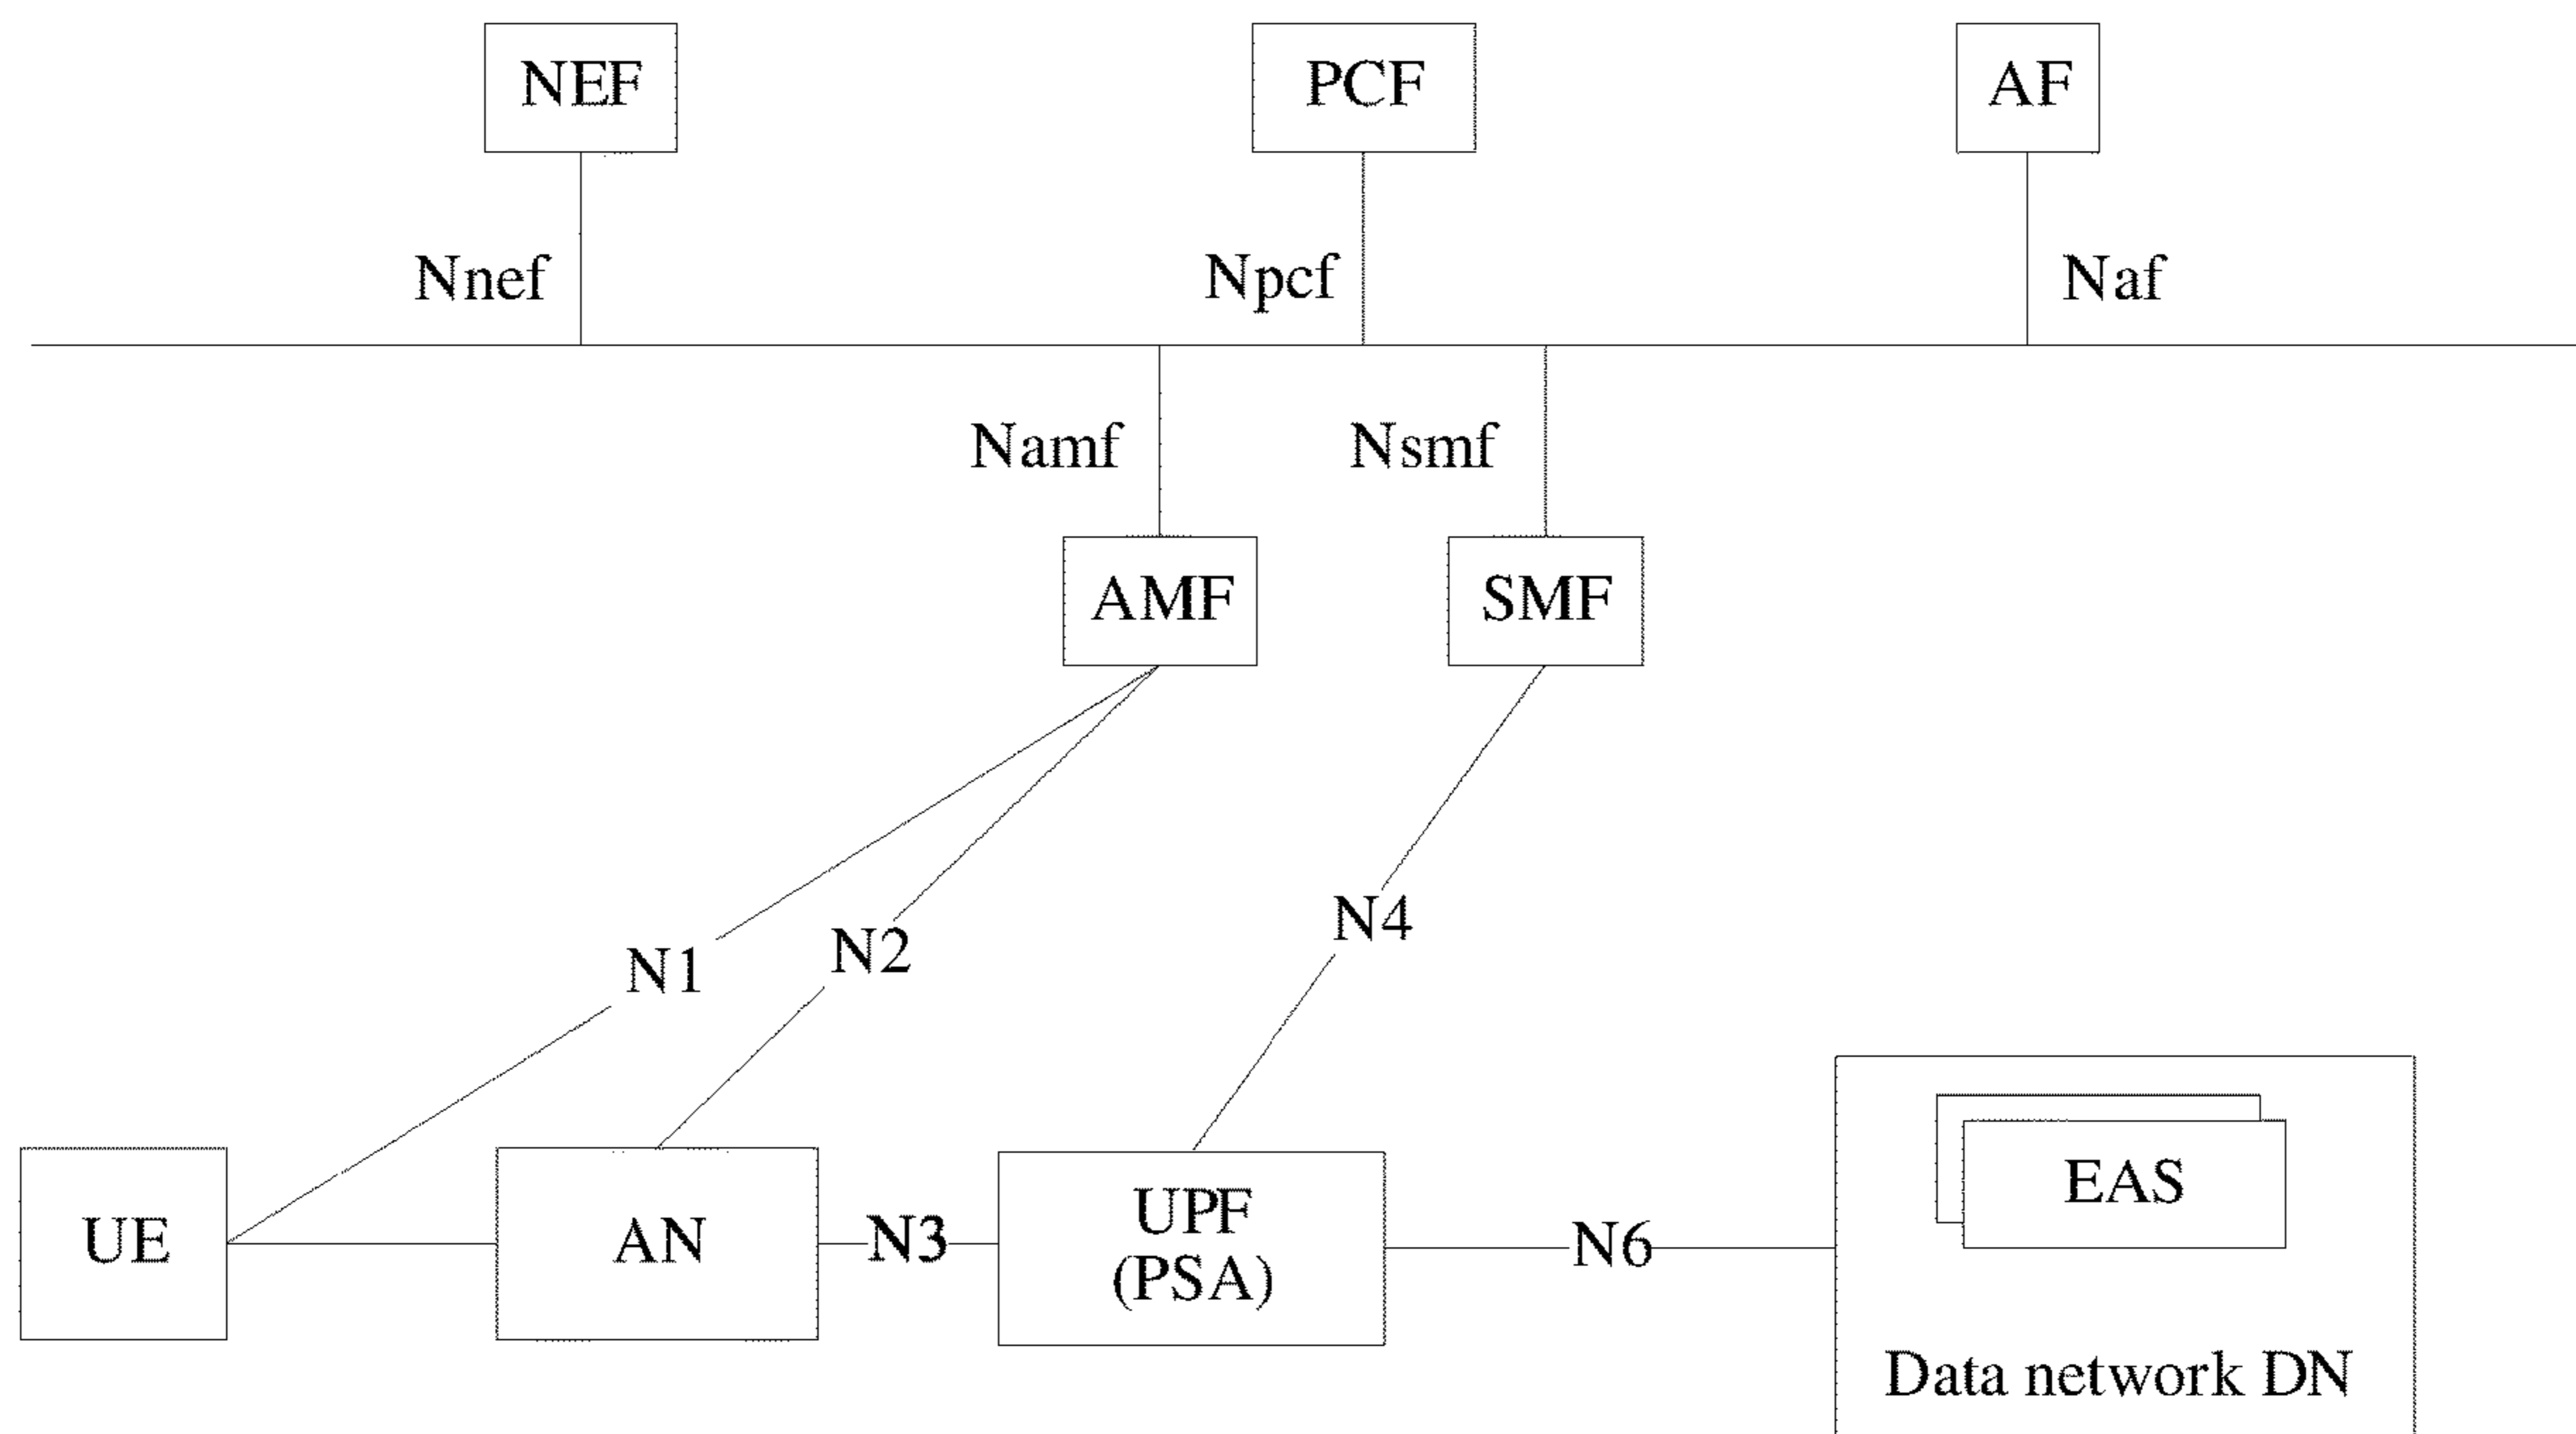 NEF
PCF
AF
Nnef
Npcf
Naf
Namf
Nsmf
AMF
SMF
N1
N2
N4
UE
AN
N3
UPF
(PSA)
N6
EAS
Data network DN